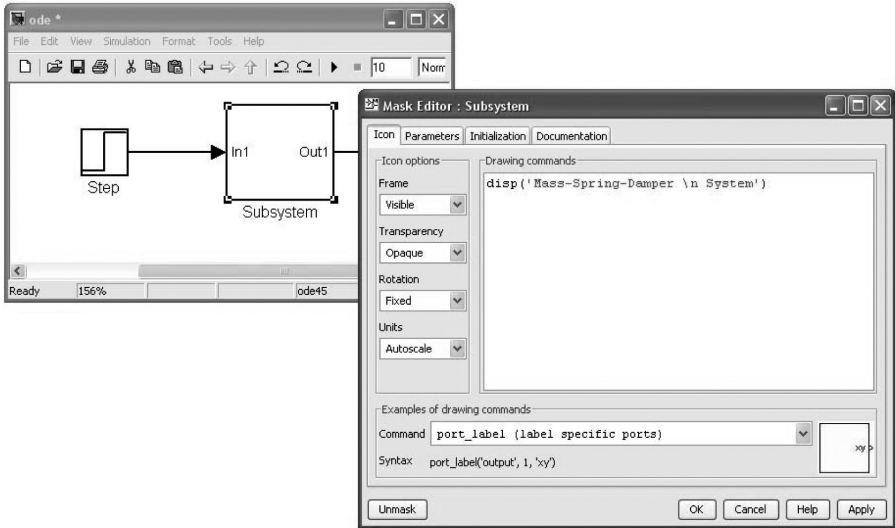 ode *
File Edit View Simulation Format Tools Help
10 Norm
Step
In1 Out1
Subsystem
Ready 156% ode45
Mask Editor : Subsystem
Icon Parameters Initialization Documentation
Icon options
Frame
Visible
Transparency
Opaque
Rotation
Fixed
Units
Autoscale
Drawing commands
disp('Mass-Spring-Damper \n System')
Examples of drawing commands
Command port_label (label specific ports)
Syntax port_label('output', 1, 'xy')
xy
Unmask OK Cancel Help Apply